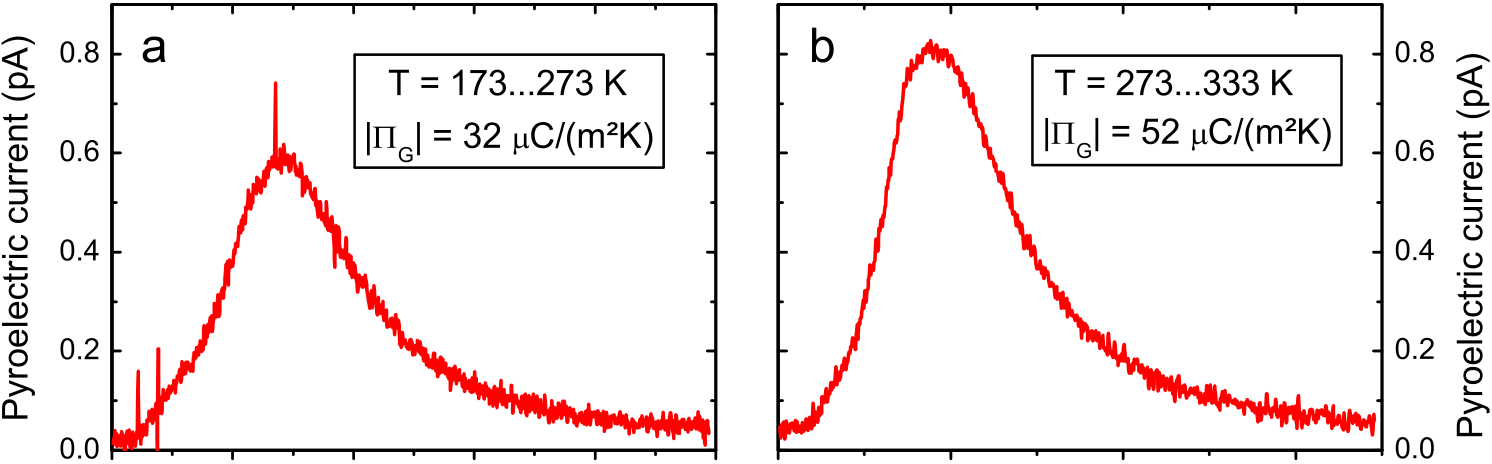 a
T = 173...273 K
|Π_G| = 32 μC/(m²K)
Pyroelectric current (pA)
0.8
0.6
0.4
0.2
0.0
b
T = 273...333 K
|Π_G| = 52 μC/(m²K)
0.8
0.6
0.4
0.2
0.0
Pyroelectric current (pA)